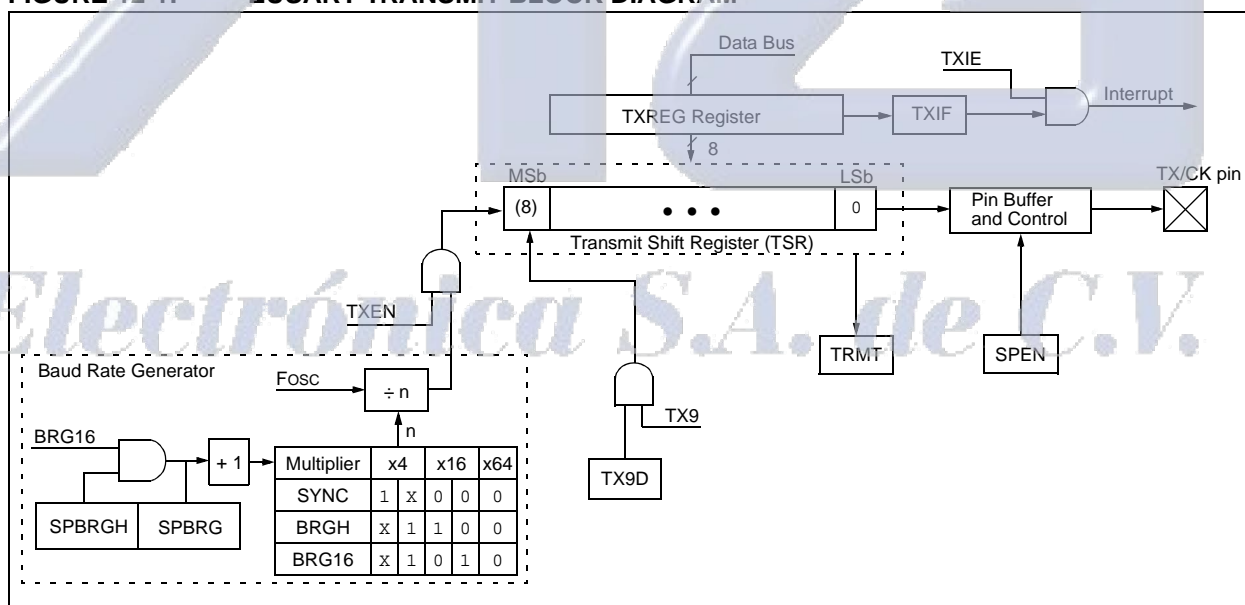 EUSART TRANSMIT BLOCK DIAGRAM
Data Bus
TXIE
Interrupt
TXREG Register
TXIF
8
MSb
LSb
TX/CK pin
(8)
• • •
0
Pin Buffer
and Control
Transmit Shift Register (TSR)
TXEN
Electrónica S.A. de C.V.
TRMT
SPEN
Baud Rate Generator
FOSC
÷ n
TX9
n
BRG16
+ 1
Multiplier x4 x16 x64
SYNC 1 X 0 0 0
TX9D
SPBRGH SPBRG
BRGH X 1 1 0 0
BRG16 X 1 0 1 0